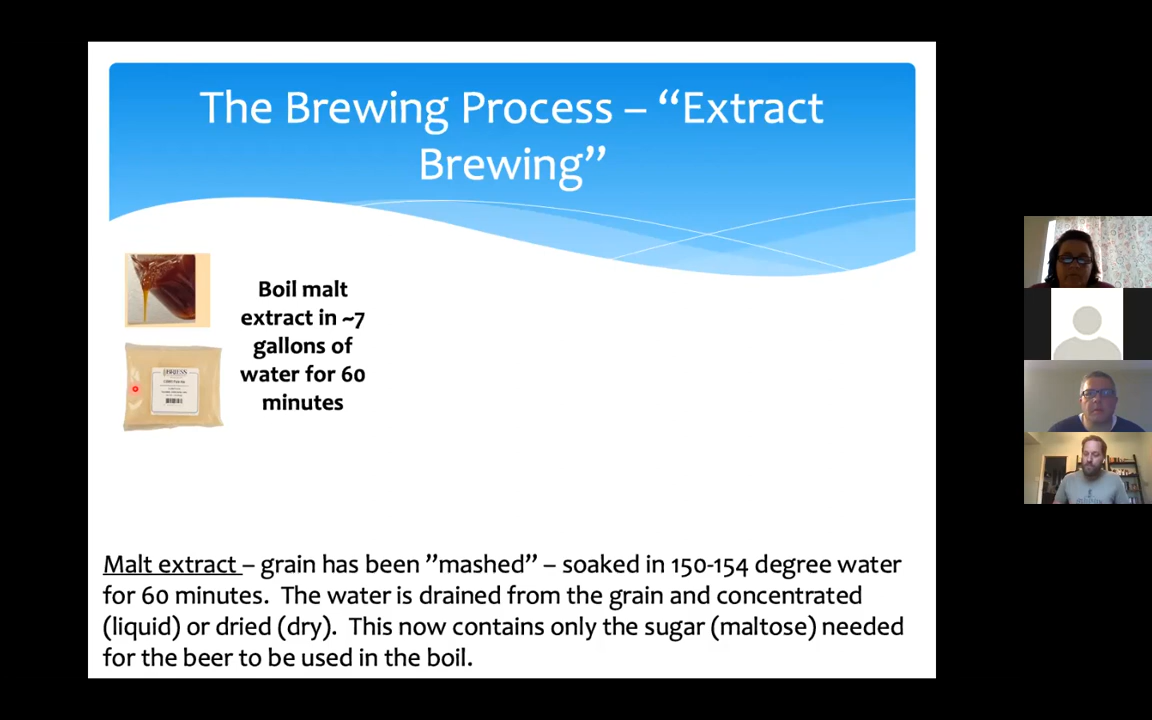 The Brewing Process – “Extract
Brewing”
Boil malt
extract in ~7
gallons of
water for 60
minutes
BRIESS
Malt extract – grain has been ”mashed” – soaked in 150-154 degree water
for 60 minutes.  The water is drained from the grain and concentrated
(liquid) or dried (dry).  This now contains only the sugar (maltose) needed
for the beer to be used in the boil.